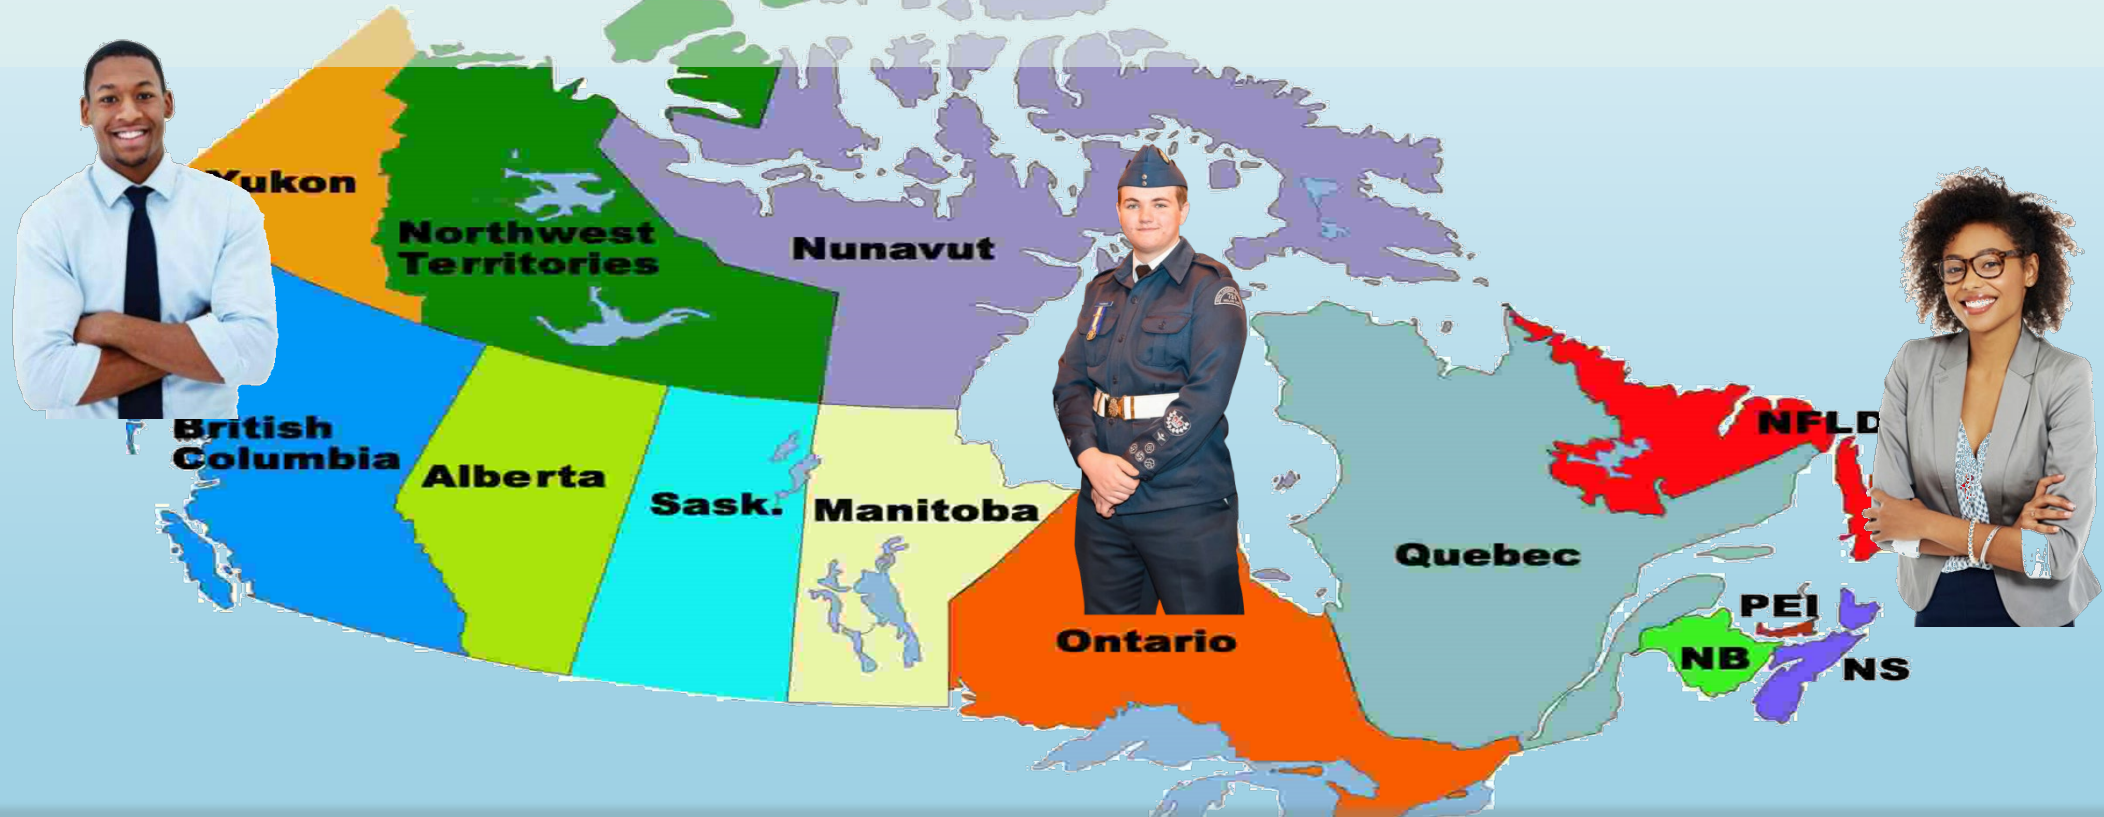 Yukon
Northwest
Territories
Nunavut
British
Columbia
Alberta
Sask.
Manitoba
Ontario
Quebec
NFLD
PEI
NB
NS